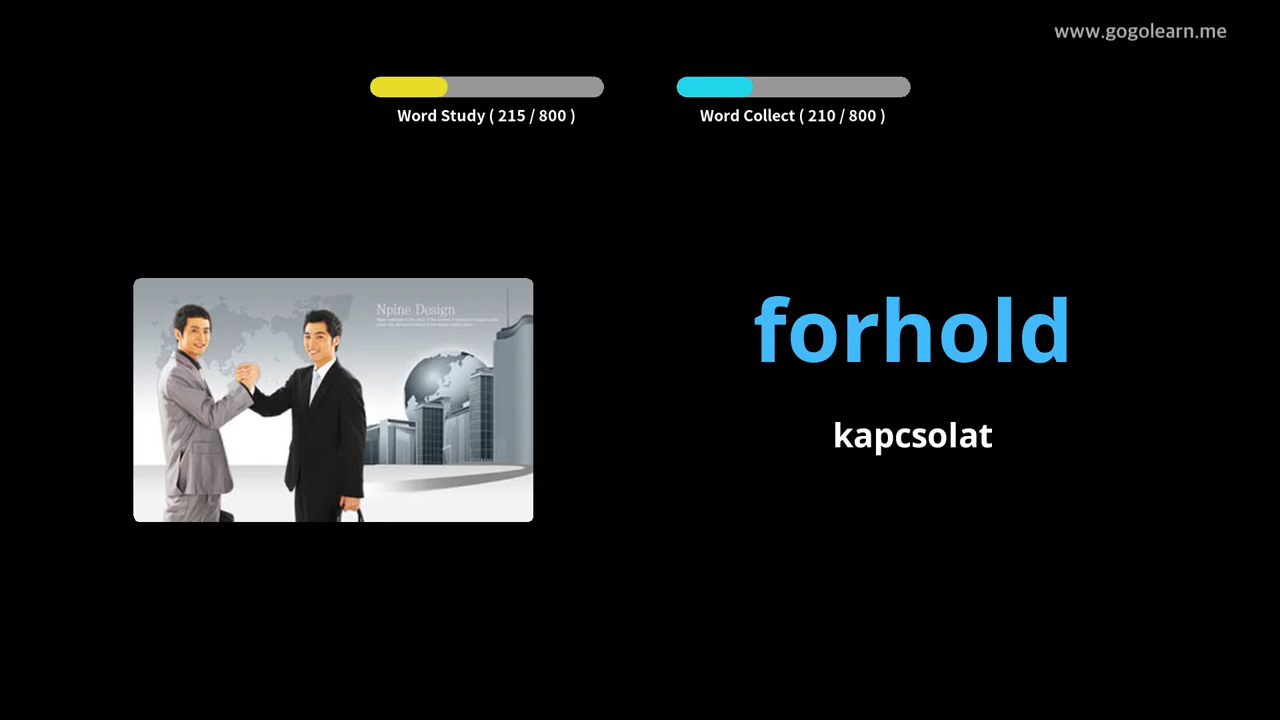 www.gogolearn.me
Word Study ( 215 / 800 )
Word Collect ( 210 / 800 )
Npine Design
forhold
kapcsolat